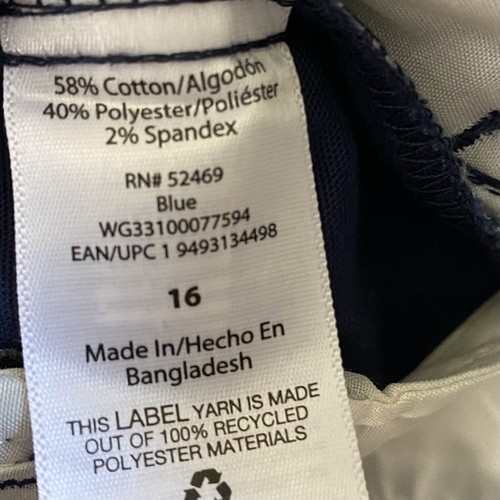 58% Cotton/Algodón
40% Polyester/Poliéster
2% Spandex
RN# 52469
Blue
WG33100077594
EAN/UPC 1 9493134498
16
Made In/Hecho En
Bangladesh
THIS LABEL YARN IS MADE
OUT OF 100% RECYCLED
POLYESTER MATERIALS